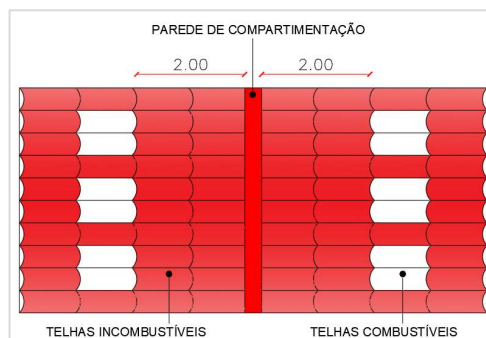 PAREDE DE COMPARTIMENTAÇÃO
2.00 2.00
TELHAS INCOMBUSTÍVEIS TELHAS COMBUSTÍVEIS